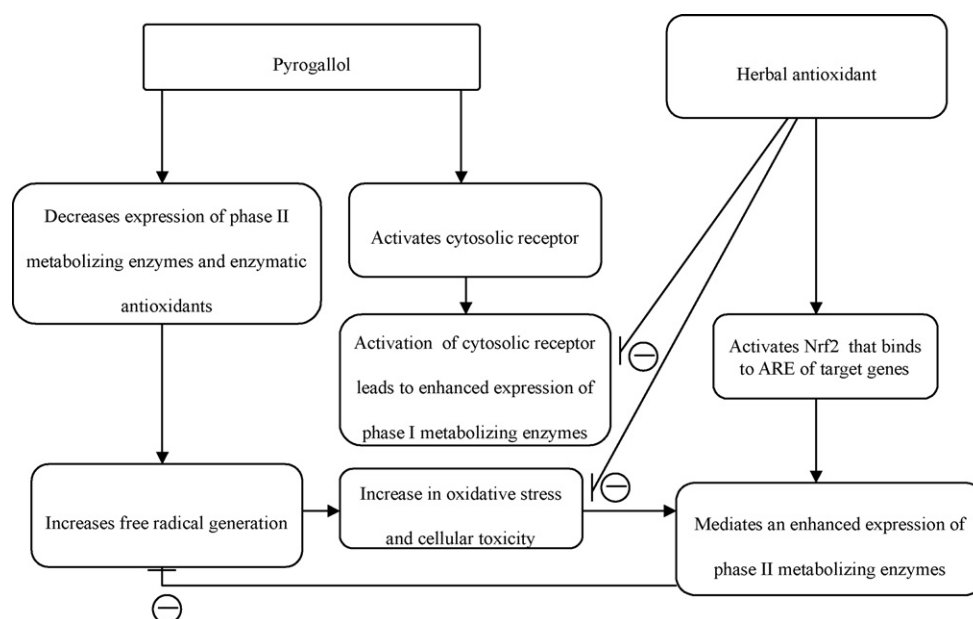 Pyrogallol
Herbal antioxidant
Decreases expression of phase II
metabolizing enzymes and enzymatic
antioxidants
Activates cytosolic receptor
Activation of cytosolic receptor
leads to enhanced expression of
phase I metabolizing enzymes
Activates Nrf2 that binds
to ARE of target genes
Increases free radical generation
Increase in oxidative stress
and cellular toxicity
Mediates an enhanced expression of
phase II metabolizing enzymes